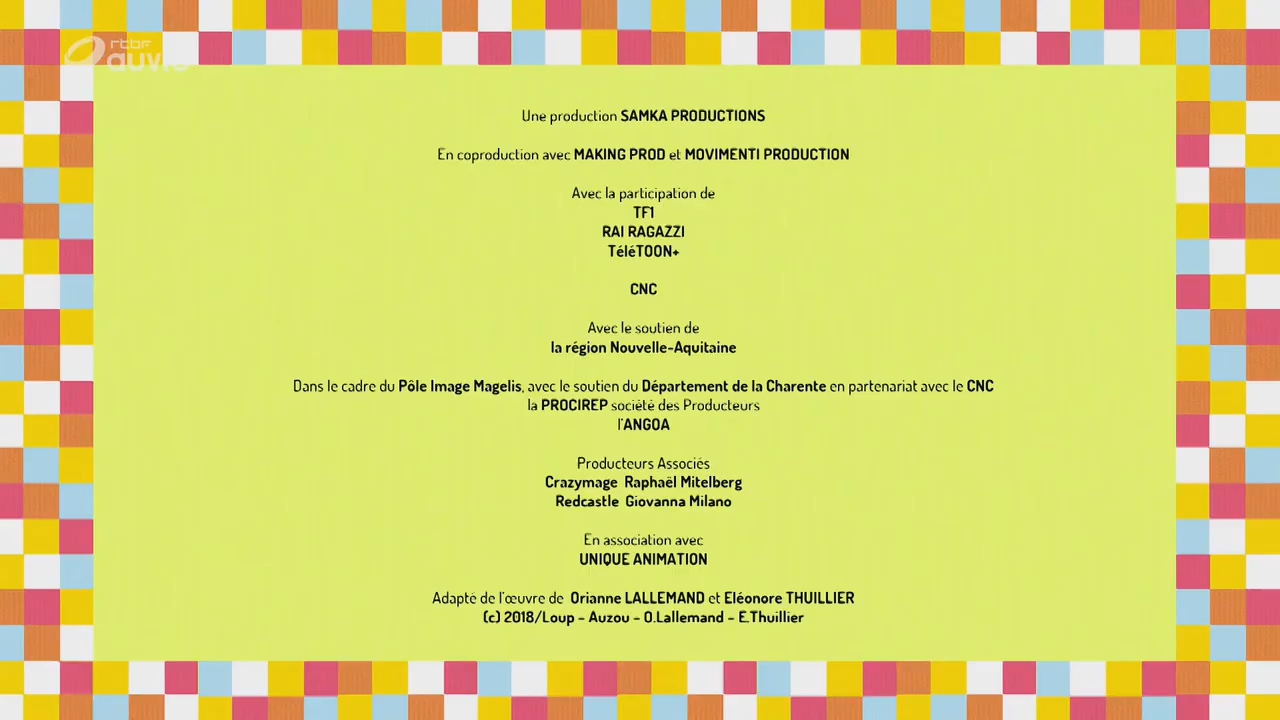 rtbf
auvio
Une production SAMKA PRODUCTIONS
En coproduction avec MAKING PROD et MOVIMENTI PRODUCTION
Avec la participation de
TF1
RAI RAGAZZI
TéléTOON+
CNC
Avec le soutien de
la région Nouvelle-Aquitaine
Dans le cadre du Pôle Image Magelis, avec le soutien du Département de la Charente en partenariat avec le CNC
la PROCIREP société des Producteurs
l'ANGOA
Producteurs Associés
Crazymage Raphaël Mitelberg
Redcastle Giovanna Milano
En association avec
UNIQUE ANIMATION
Adapté de l'œuvre de Orianne LALLEMAND et Eléonore THUILLIER
(c) 2018/Loup - Auzou - O.Lallemand - E.Thuillier